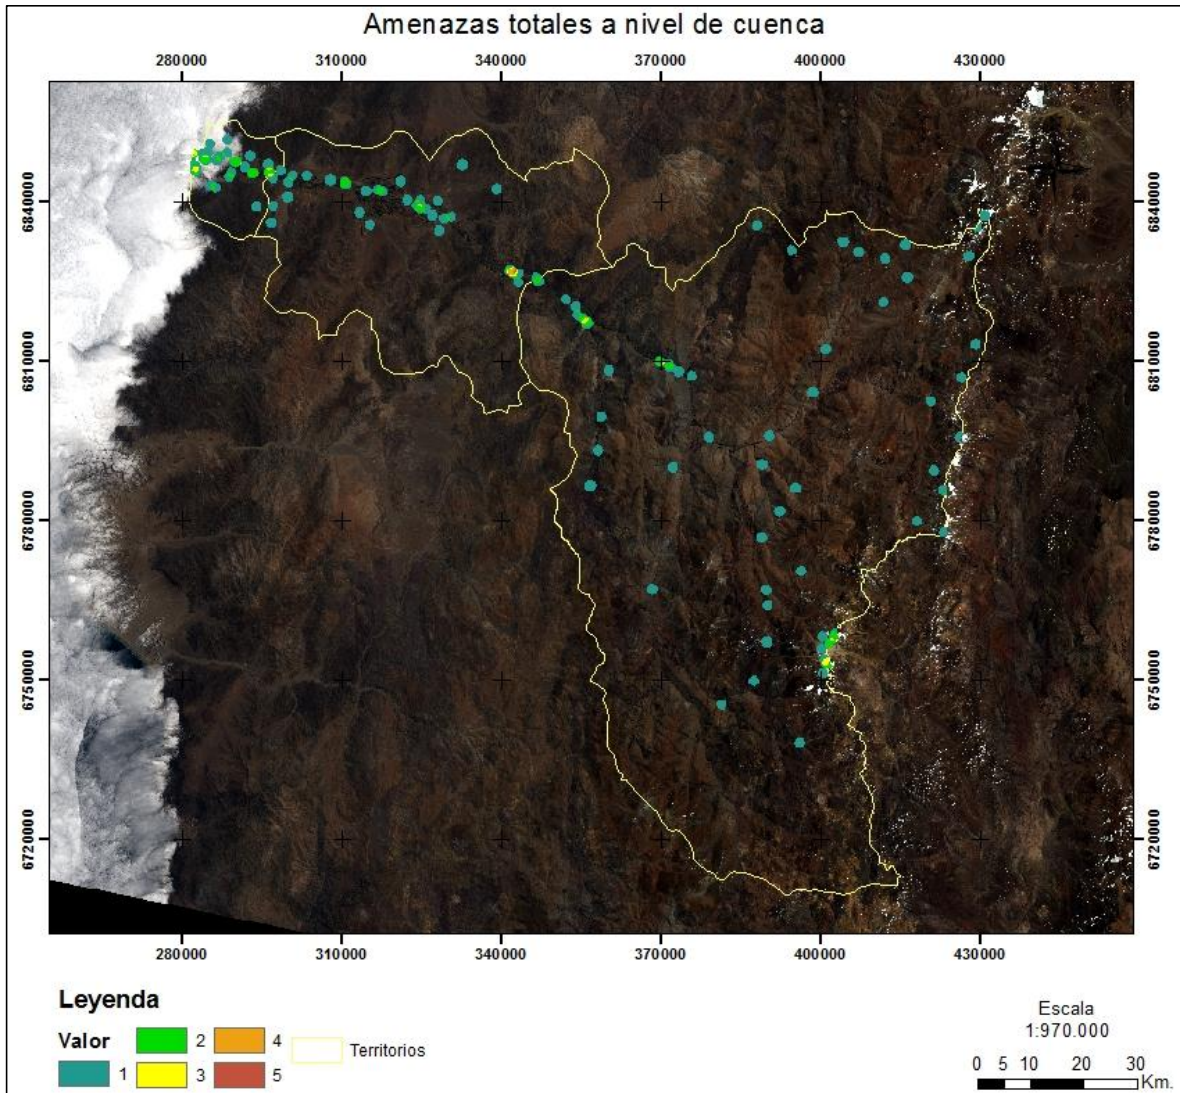 Amenazas totales a nivel de cuenca
280000 310000 340000 370000 400000 430000
6840000 6840000
6810000 6810000
6780000 6780000
6750000 6750000
6720000 6720000
280000 310000 340000 370000 400000 430000
Leyenda
Valor
1
2
3
4
5
Territorios
Escala
1:970.000
0 5 10 20 30
Km.